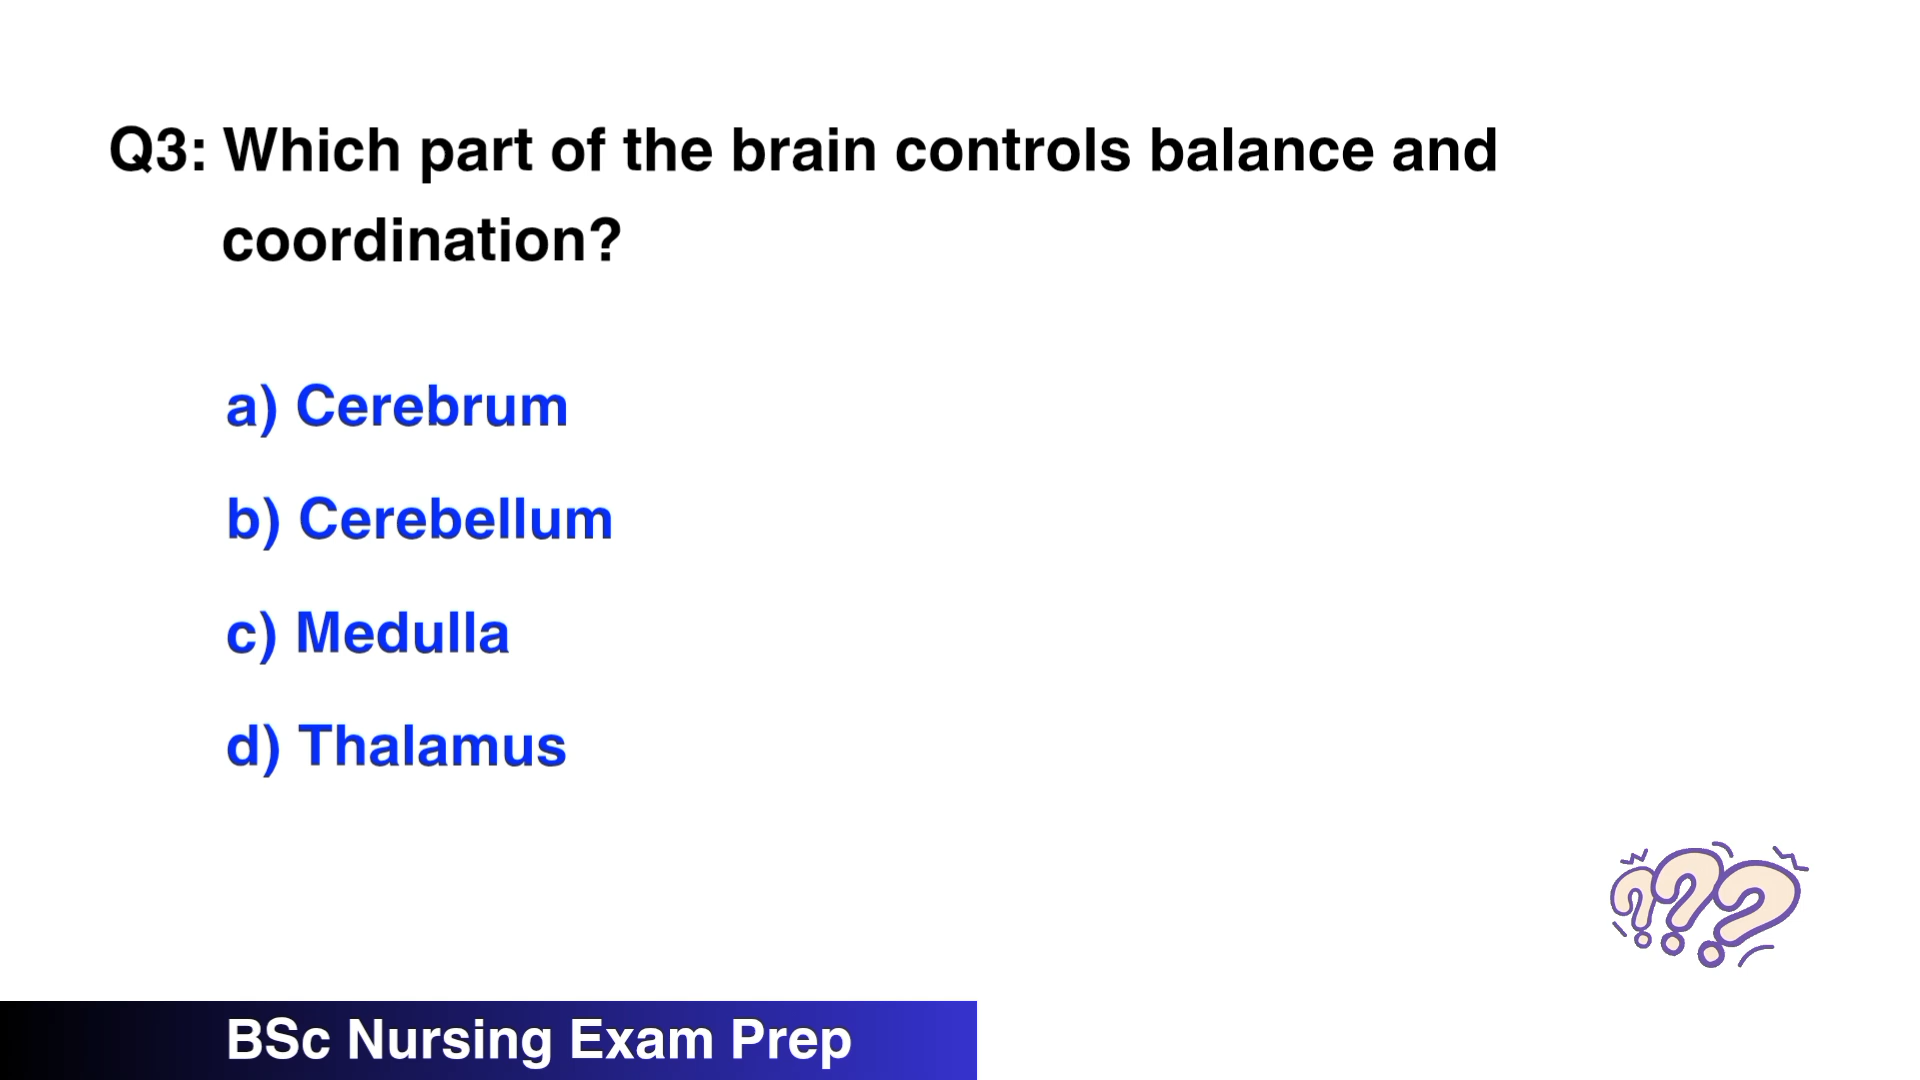 Q3: Which part of the brain controls balance and
coordination?
a) Cerebrum
b) Cerebellum
c) Medulla
d) Thalamus
???
BSc Nursing Exam Prep